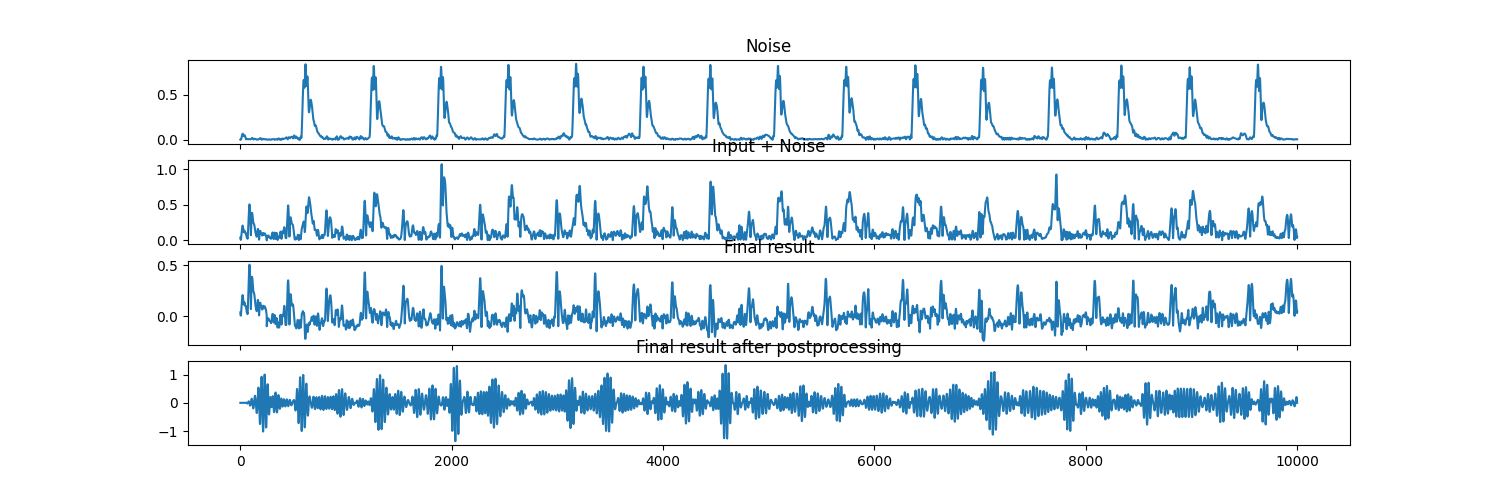 Noise
0.5
0.0
Input + Noise
1.0
0.5
0.0
Final result
0.5
0.0
Final result after postprocessing
1
0
−1
0 2000 4000 6000 8000 10000